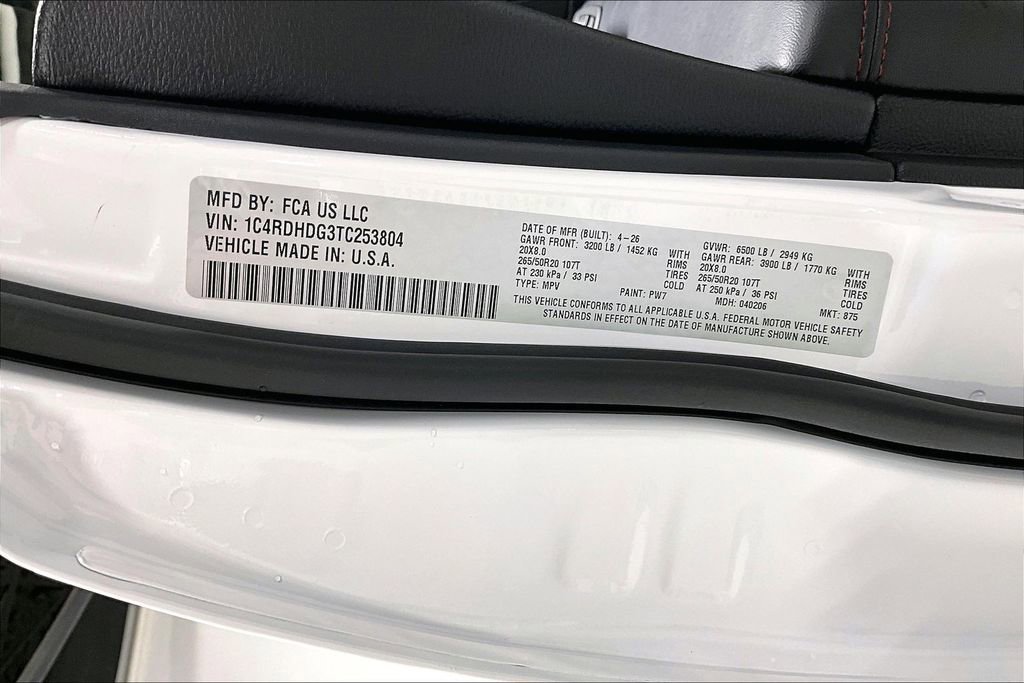 MFD BY: FCA US LLC
VIN: 1C4RDHDG3TC253804
VEHICLE MADE IN: U.S.A.
DATE OF MFR (BUILT): 4-26
GAWR FRONT: 3200 LB / 1452 KG WITH
20X8.0 RIMS
265/50R20 107T TIRES
AT 230 kPa / 33 PSI COLD
TYPE: MPV PAINT: PW7
GVWR: 6500 LB / 2949 KG
GAWR REAR: 3900 LB / 1770 KG WITH
20X8.0 RIMS
265/50R20 107T TIRES
AT 250 kPa / 36 PSI COLD
MDH: 040206 MKT: 875
THIS VEHICLE CONFORMS TO ALL APPLICABLE U.S.A. FEDERAL MOTOR VEHICLE SAFETY
STANDARDS IN EFFECT ON THE DATE OF MANUFACTURE SHOWN ABOVE.